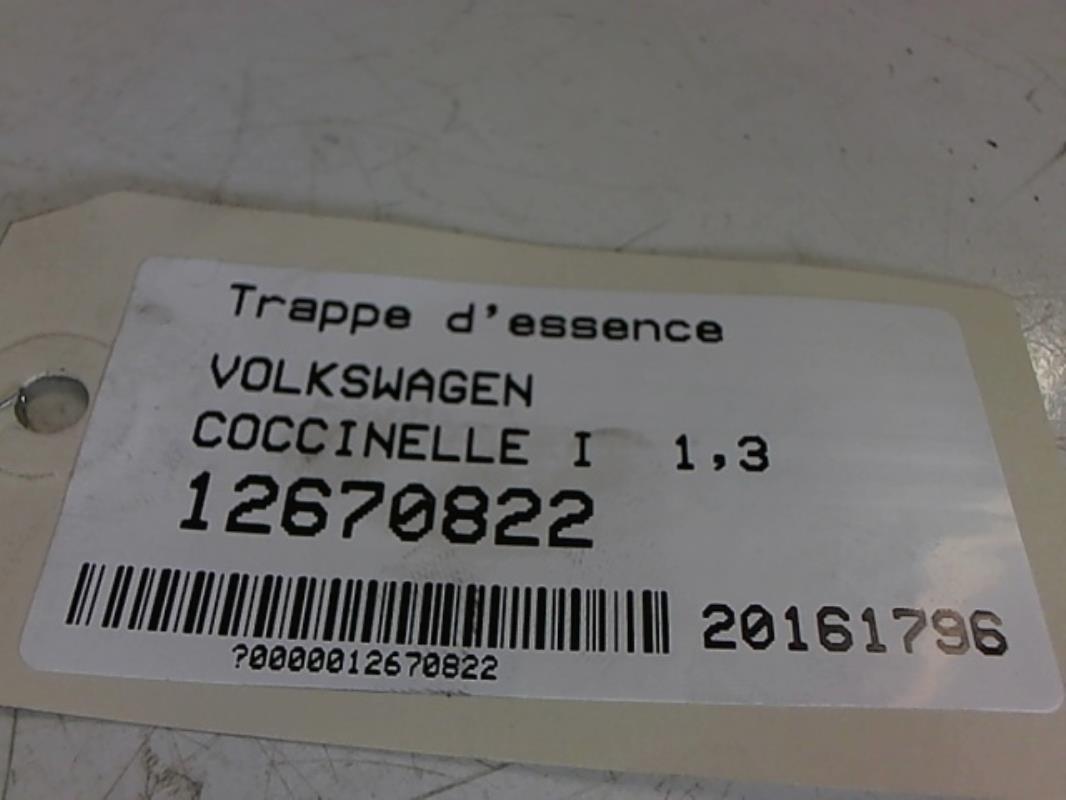 Trappe d'essence
VOLKSWAGEN
COCCINELLE I 1,3
12670822
20161796
?0000012670822